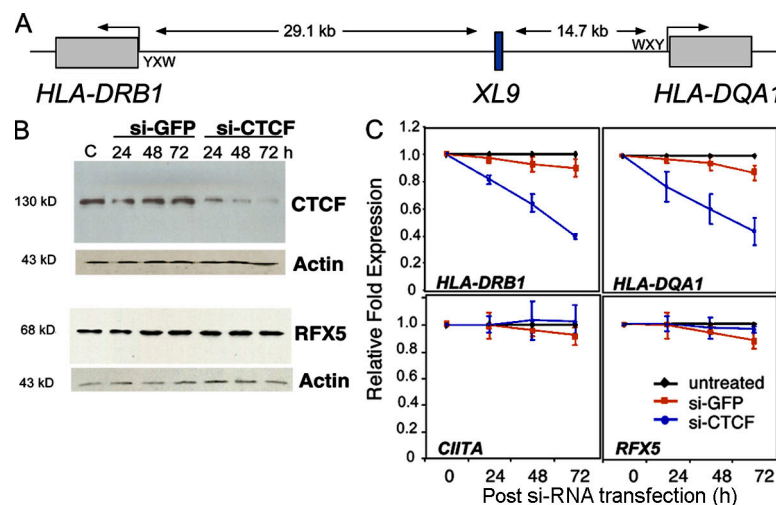 A
29.1 kb
14.7 kb
YXW
WXY
HLA-DRB1
XL9
HLA-DQA1
B
si-GFP
si-CTCF
C 24 48 72 24 48 72 h
130 kD
CTCF
43 kD
Actin
68 kD
RFX5
43 kD
Actin
C
Relative Fold Expression
1.2
1.0
0.8
0.6
0.4
0.2
0
HLA-DRB1
HLA-DQA1
1.0
0.8
0.6
0.4
0.2
0
CIITA
RFX5
untreated
si-GFP
si-CTCF
0 24 48 72 0 24 48 72
Post si-RNA transfection (h)